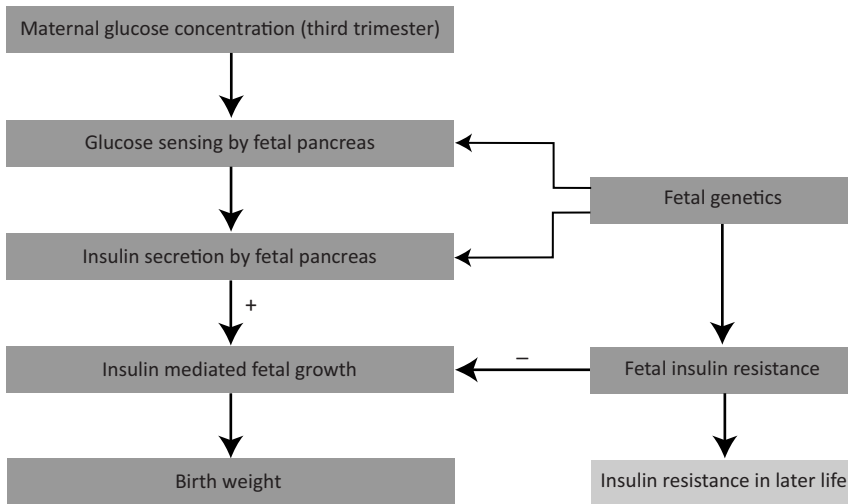 Maternal glucose concentration (third trimester)
Glucose sensing by fetal pancreas
Fetal genetics
Insulin secretion by fetal pancreas
+
Insulin mediated fetal growth
–
Fetal insulin resistance
Birth weight
Insulin resistance in later life